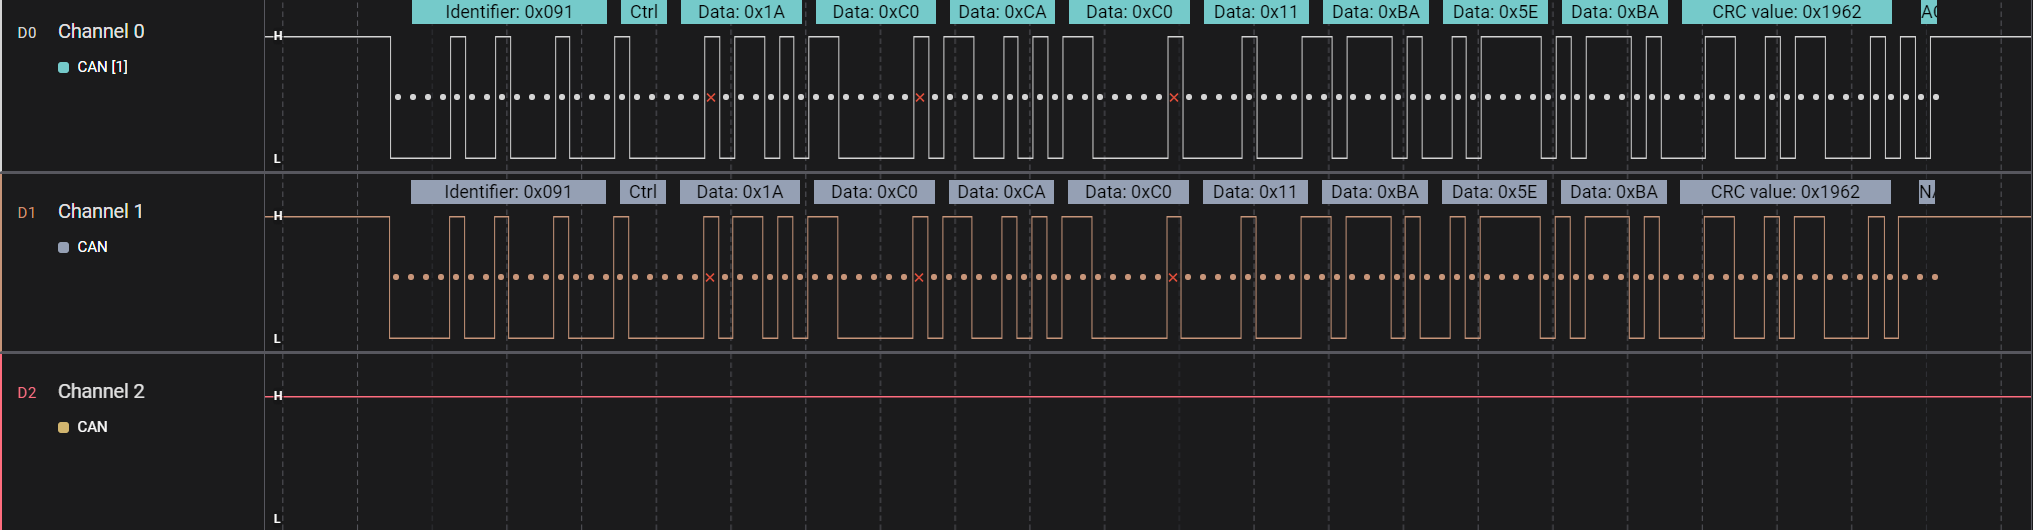 Identifier: 0x091 Ctrl Data: 0x1A Data: 0xC0 Data: 0xCA Data: 0xC0 Data: 0x11 Data: 0xBA Data: 0x5E Data: 0xBA CRC value: 0x1962
D0 Channel 0 H
CAN [1]
L
Identifier: 0x091 Ctrl Data: 0x1A Data: 0xC0 Data: 0xCA Data: 0xC0 Data: 0x11 Data: 0xBA Data: 0x5E Data: 0xBA CRC value: 0x1962
D1 Channel 1 H
CAN
L
D2 Channel 2 H
CAN
L